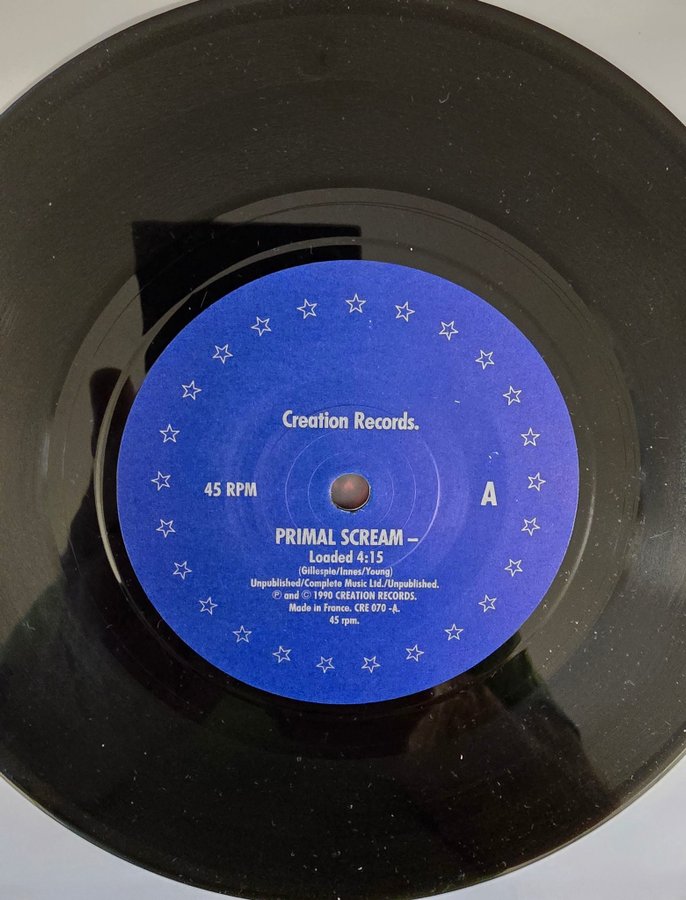 Creation Records.
45 RPM
A
PRIMAL SCREAM –
Loaded 4:15
(Gillespie/Innes/Young)
Unpublished/Complete Music Ltd./Unpublished.
℗ and © 1990 CREATION RECORDS.
Made in France. CRE 070 -A.
45 rpm.